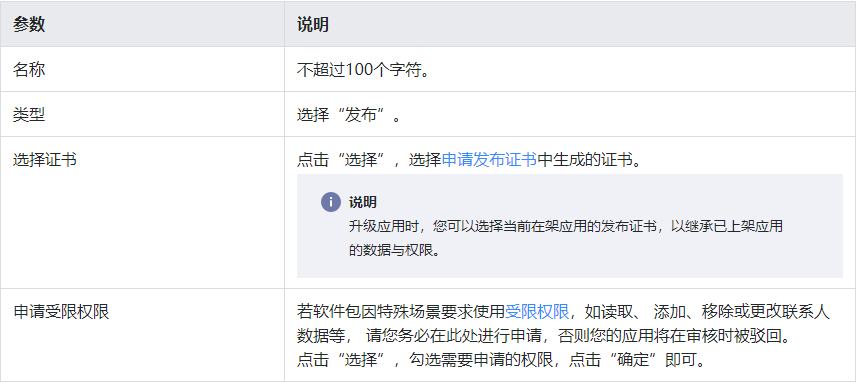 参数
说明
名称
不超过100个字符。
类型
选择“发布”。
选择证书
点击“选择”，选择申请发布证书中生成的证书。
说明
升级应用时，您可以选择当前在架应用的发布证书，以继承已上架应用
的数据与权限。
申请受限权限
若软件包因特殊场景要求使用受限权限，如读取、 添加、移除或更改联系人
数据等， 请您务必在此处进行申请，否则您的应用将在审核时被驳回。
点击“选择”，勾选需要申请的权限，点击“确定”即可。